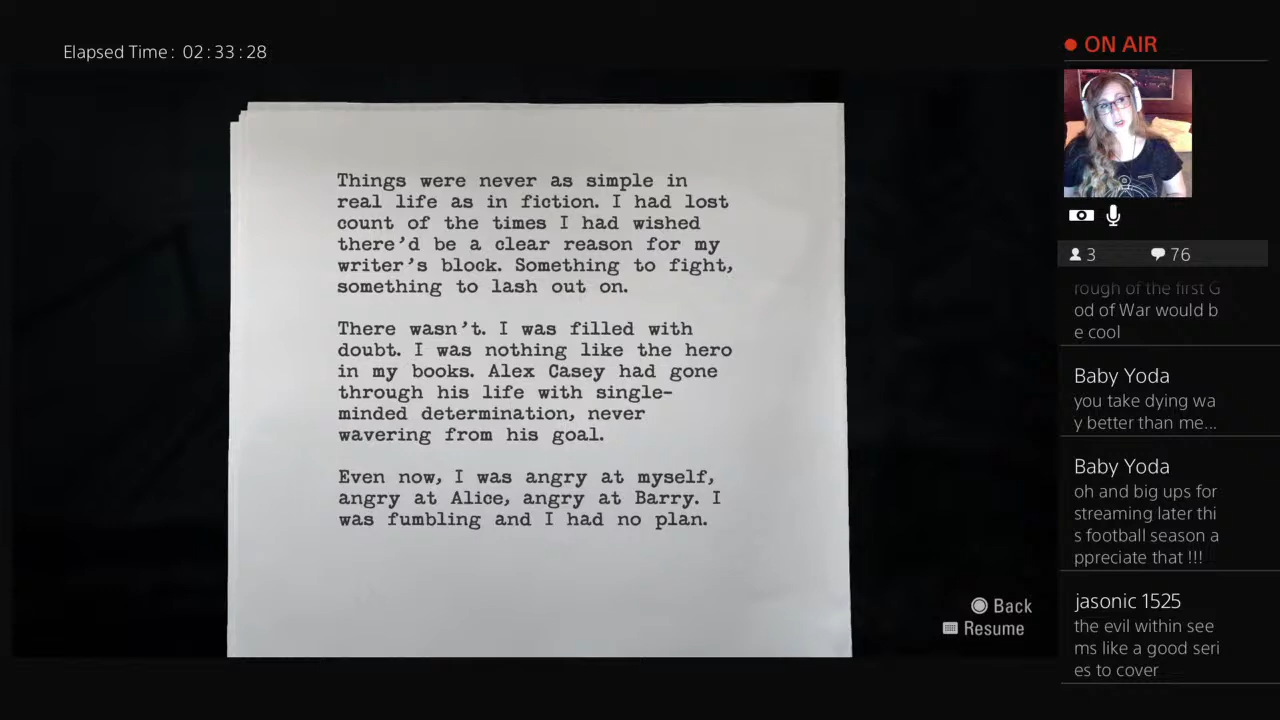 Elapsed Time: 02:33:28
Things were never as simple in
real life as in fiction. I had lost
count of the times I had wished
there'd be a clear reason for my
writer's block. Something to fight,
something to lash out on.
There wasn't. I was filled with
doubt. I was nothing like the hero
in my books. Alex Casey had gone
through his life with single-
minded determination, never
wavering from his goal.
Even now, I was angry at myself,
angry at Alice, angry at Barry. I
was fumbling and I had no plan.
Back
Resume
ON AIR
3 76
rough of the first G
od of War would b
e cool
Baby Yoda
you take dying wa
y better than me...
Baby Yoda
oh and big ups for
streaming later thi
s football season a
ppreciate that !!!
jasonic 1525
the evil within see
ms like a good seri
es to cover